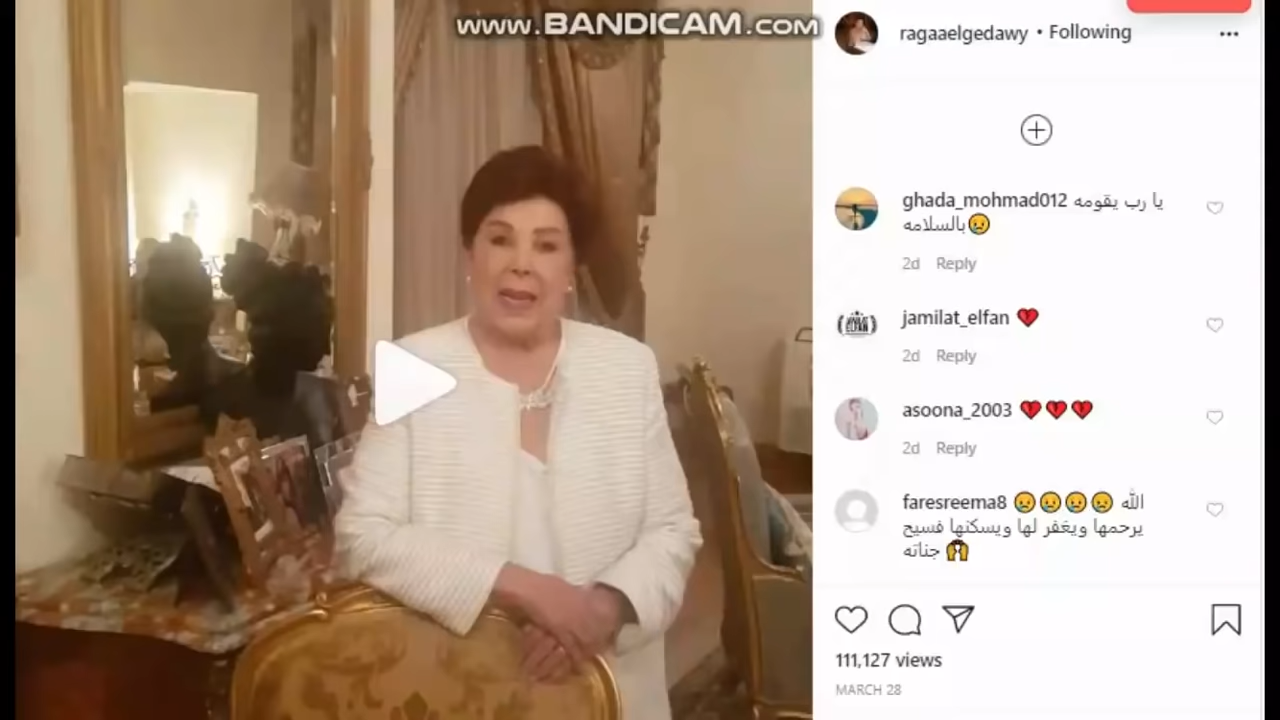 www.BANDICAM.com
ragaaelgedawy • Following
ghada_mohmad012 يا رب يقومه
بالسلامه😢
2d Reply
jamilat_elfan 💔
2d Reply
asoona_2003 💔💔💔
2d Reply
faresreema8 😢😢😢😢 الله
يرحمها ويغفر لها ويسكنها فسيح
جناته 🙌
111,127 views
MARCH 28